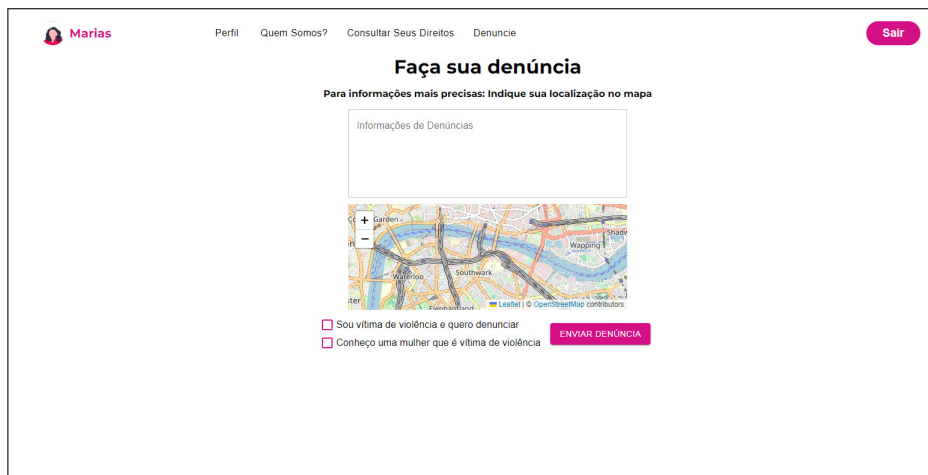 Marias
Perfil Quem Somos? Consultar Seus Direitos Denuncie
Sair
Faça sua denúncia
Para informações mais precisas: Indique sua localização no mapa
Informações de Denúncias
+
Garden
−
Wapping
Waterloo
Southwark
Leaflet | © OpenStreetMap contributors
Sou vítima de violência e quero denunciar
ENVIAR DENÚNCIA
Conheço uma mulher que é vítima de violência